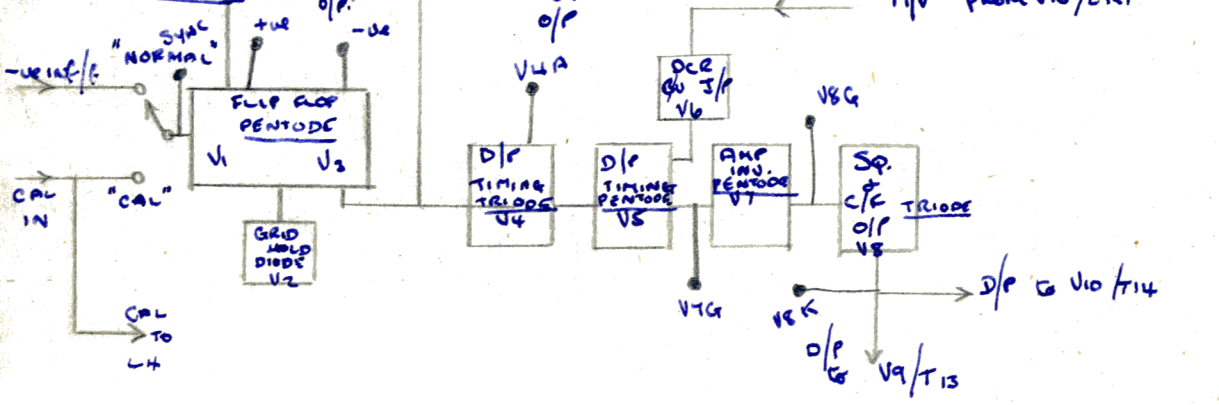 O/P.
O/P
SYNC
"NORMAL"
+ve
-ve
V4A
DCR
I/P
V6
V8G
FLIP FLOP
PENTODE
V1 V3
D/P
TIMING
TRIODE
V4
D/P
TIMING
PENTODE
V5
AMP
INV.
PENTODE
V7
SQ.
+
C/F
O/P
V8
TRIODE
CAL
IN
"CAL"
GRID
HOLD
DIODE
V2
V7G
V8K
D/P to V10/T14
CAL
TO
LH
D/P
to
V9/T13